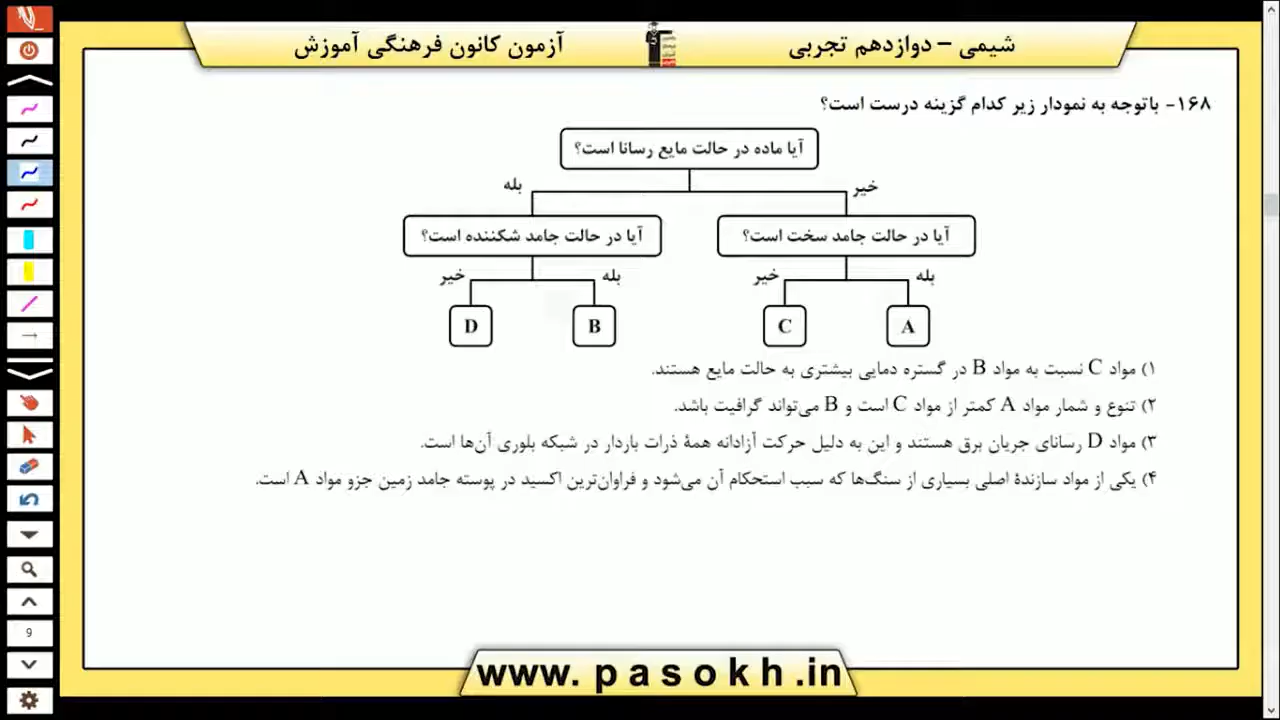 شیمی – دوازدهم تجربی
آزمون کانون فرهنگی آموزش
۱۶۸- باتوجه به نمودار زیر کدام گزینه درست است؟
آیا ماده در حالت مایع رسانا است؟
خیر
بله
آیا در حالت جامد سخت است؟
آیا در حالت جامد شکننده است؟
بله
خیر
بله
خیر
A
C
B
D
۱) مواد C نسبت به مواد B در گستره دمایی بیشتری به حالت مایع هستند.
۲) تنوع و شمار مواد A کمتر از مواد C است و B می‌تواند گرافیت باشد.
۳) مواد D رسانای جریان برق هستند و این به دلیل حرکت آزادانه همهٔ ذرات باردار در شبکه بلوری آن‌ها است.
۴) یکی از مواد سازندهٔ اصلی بسیاری از سنگ‌ها که سبب استحکام آن می‌شود و فراوان‌ترین اکسید در پوسته جامد زمین جزو مواد A است.
9
www. p a s o k h .in